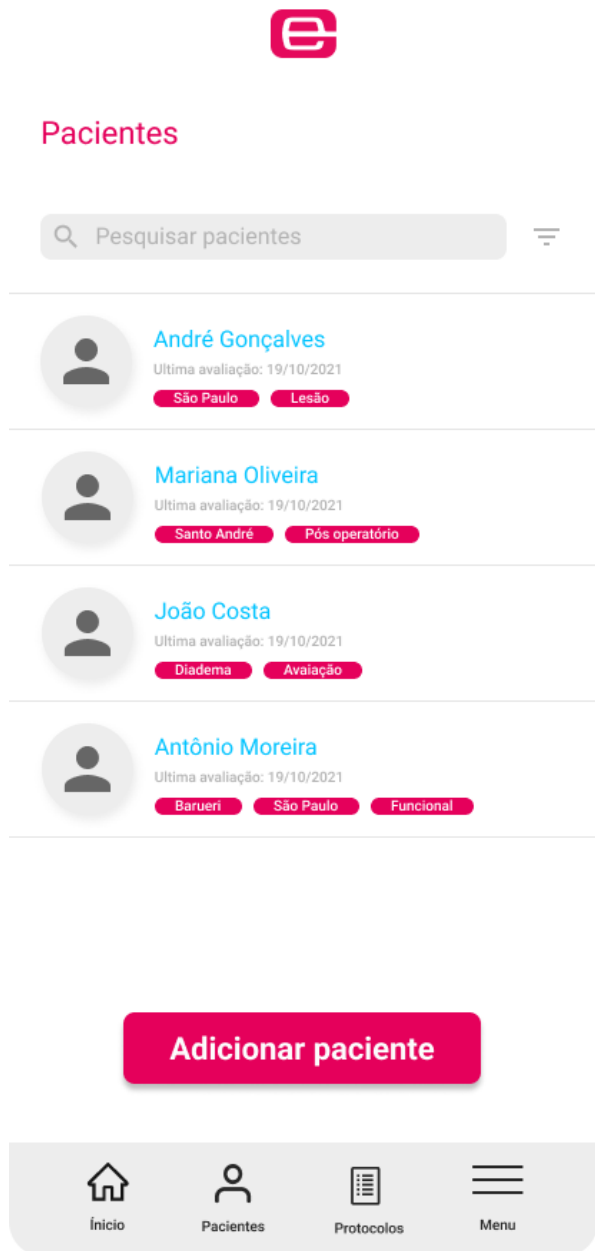 e
Pacientes
Pesquisar pacientes
André Gonçalves
Ultima avaliação: 19/10/2021
São Paulo Lesão
Mariana Oliveira
Ultima avaliação: 19/10/2021
Santo André Pós operatório
João Costa
Ultima avaliação: 19/10/2021
Diadema Avaiação
Antônio Moreira
Ultima avaliação: 19/10/2021
Barueri São Paulo Funcional
Adicionar paciente
Ínicio Pacientes Protocolos Menu